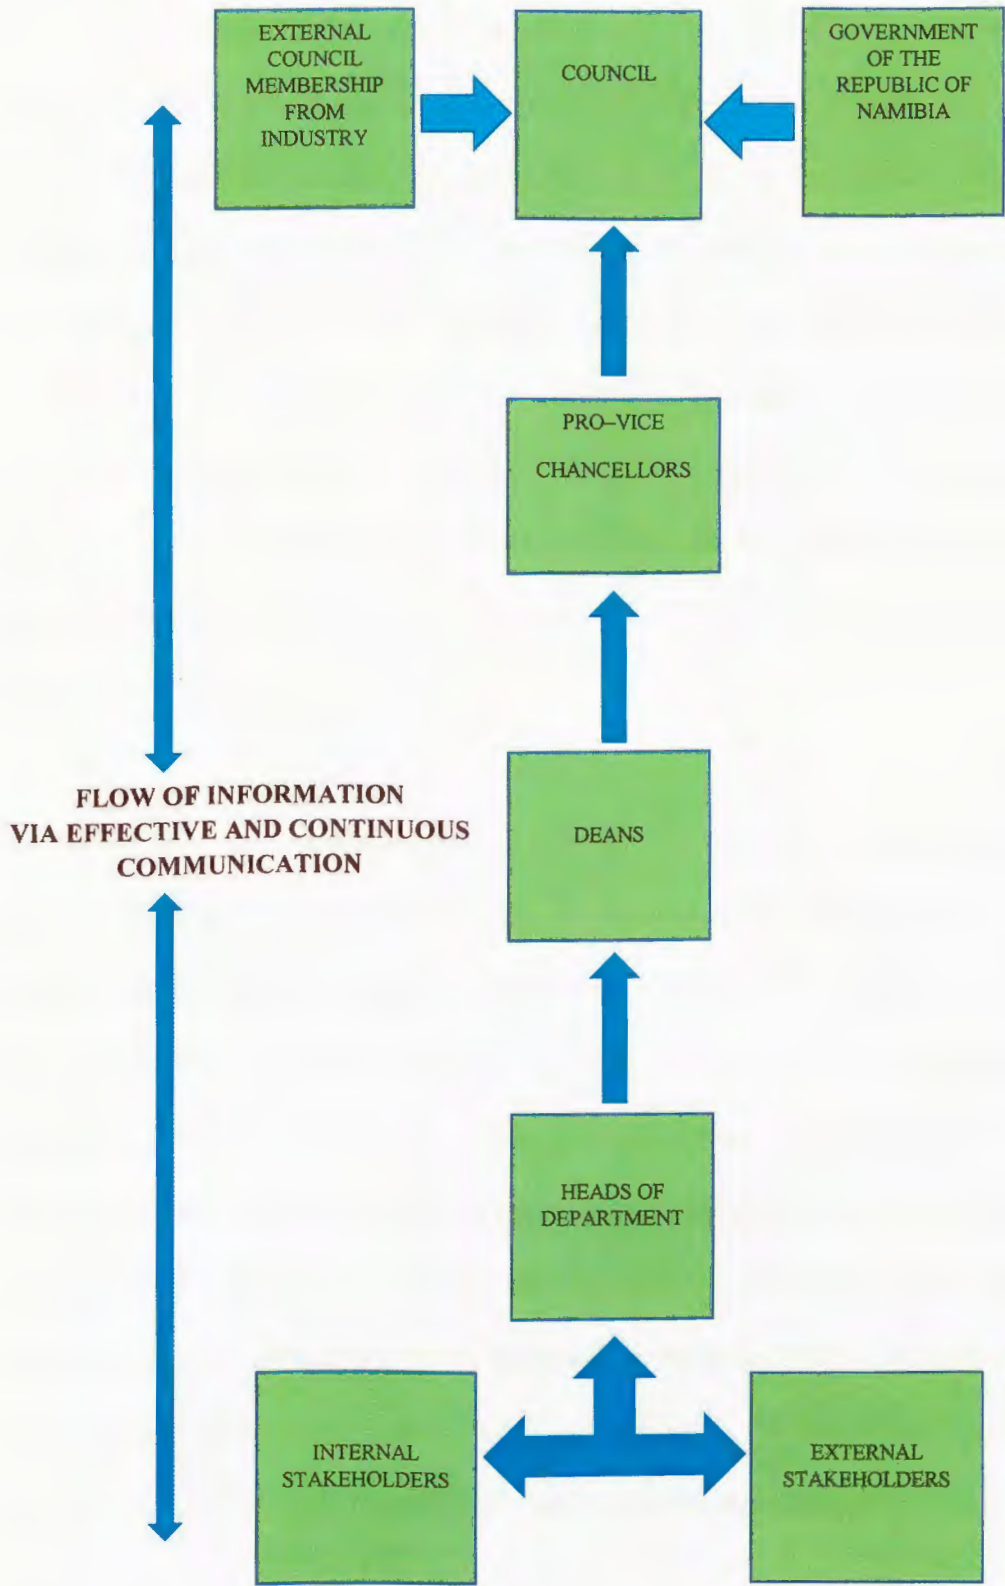 EXTERNAL
COUNCIL
MEMBERSHIP
FROM
INDUSTRY
COUNCIL
GOVERNMENT
OF THE
REPUBLIC OF
NAMIBIA
PRO–VICE
CHANCELLORS
FLOW OF INFORMATION
VIA EFFECTIVE AND CONTINUOUS
COMMUNICATION
DEANS
HEADS OF
DEPARTMENT
INTERNAL
STAKEHOLDERS
EXTERNAL
STAKEHOLDERS